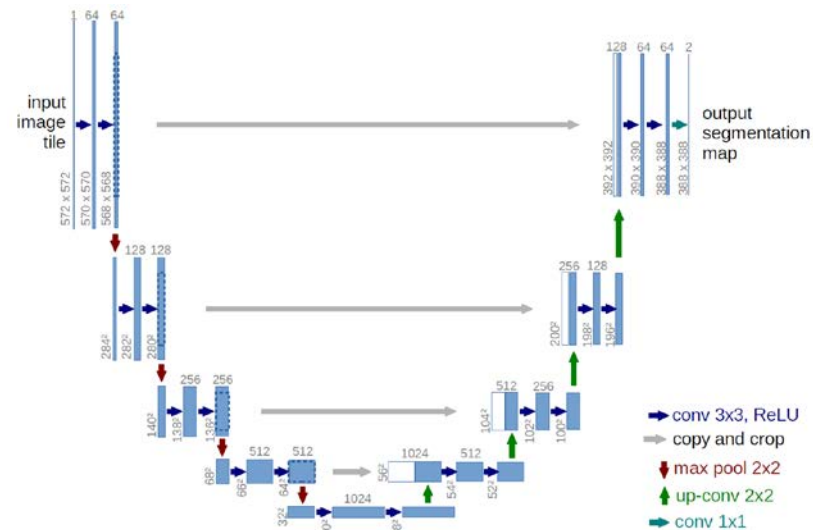 1 64 64
128 64 64 2
input
image
tile
output
segmentation
map
572 x 572
570 x 570
568 x 568
392 x 392
390 x 390
388 x 388
388 x 388
128 128
256 128
284²
282²
280²
200²
198²
196²
256 256
512 256
140²
138²
136²
104²
102²
100²
512 512
1024 512
68²
66²
64²
56²
54²
52²
1024
32²
conv 3x3, ReLU
copy and crop
max pool 2x2
up-conv 2x2
conv 1x1